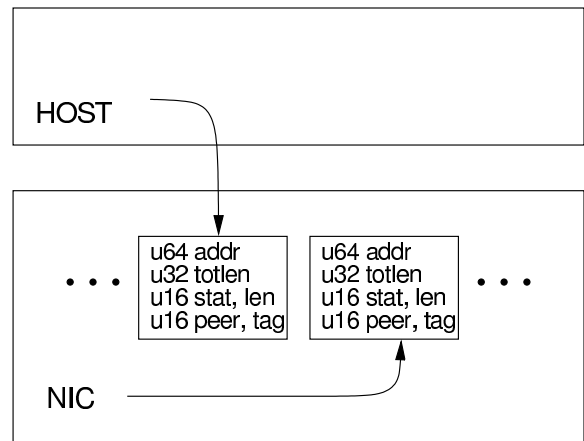 HOST
u64 addr
u32 totlen
u16 stat, len
u16 peer, tag
u64 addr
u32 totlen
u16 stat, len
u16 peer, tag
NIC